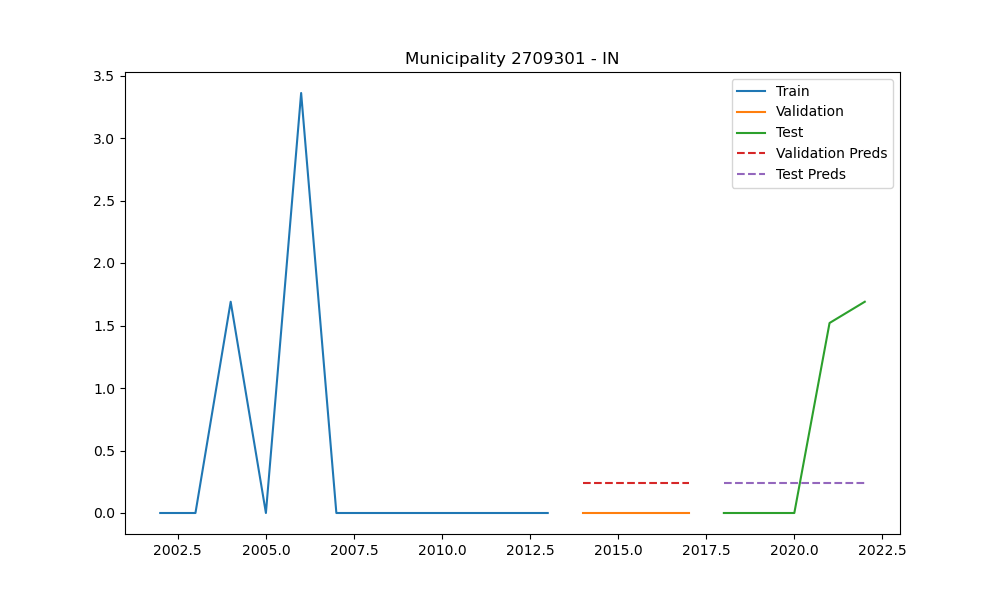 Municipality 2709301 - IN
3.5
3.0
2.5
2.0
1.5
1.0
0.5
0.0
Train
Validation
Test
Validation Preds
Test Preds
2002.5 2005.0 2007.5 2010.0 2012.5 2015.0 2017.5 2020.0 2022.5